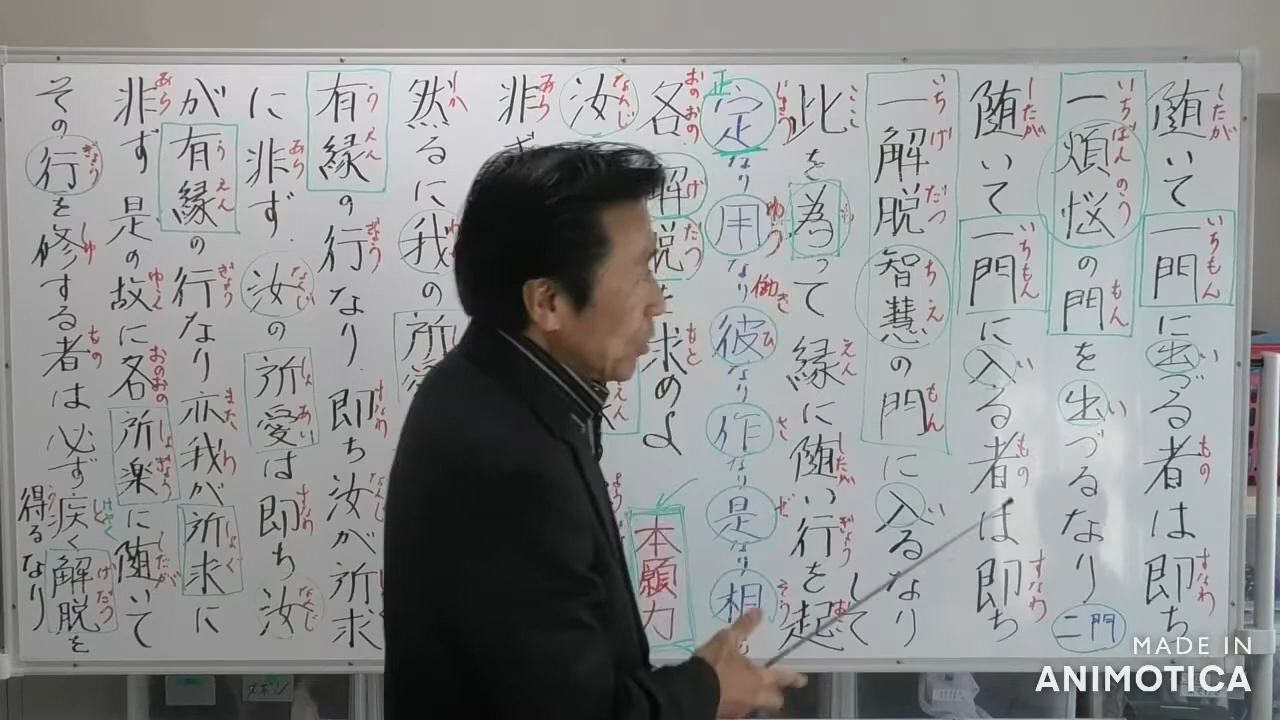 随いて一門に出づる者は即ち
一煩悩の門を出づるなり 二門
随いて一門に入る者は即ち
一解脱智慧の門に入るなり
此を為って縁に随い行を起して
定なり用なり彼なり作なり是なり相
正
働
各解脱を求めよ
本願力
汝
非
然るに我の所
有縁の行なり即ち汝が所求
に非ず汝の所愛は即ち汝
が有縁の行なり亦我が所求に
非ず是の故に各所楽に随いて
その行を修する者は必ず疾く解脱を
得るなり
ズボン
MADE IN
ANIMOTICA